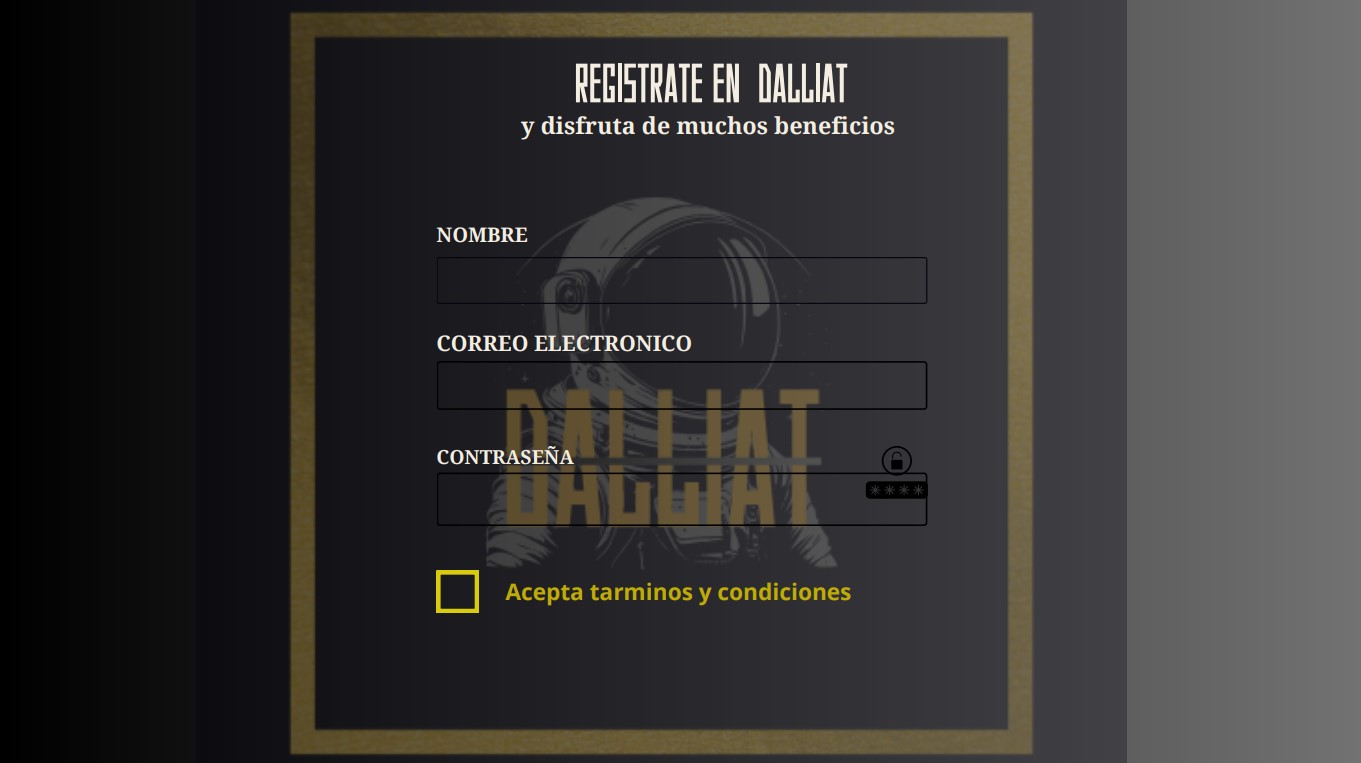 REGISTRATE EN DALLIAT
y disfruta de muchos beneficios
NOMBRE
CORREO ELECTRONICO
DALLIAT
CONTRASEÑA
****
Acepta tarminos y condiciones